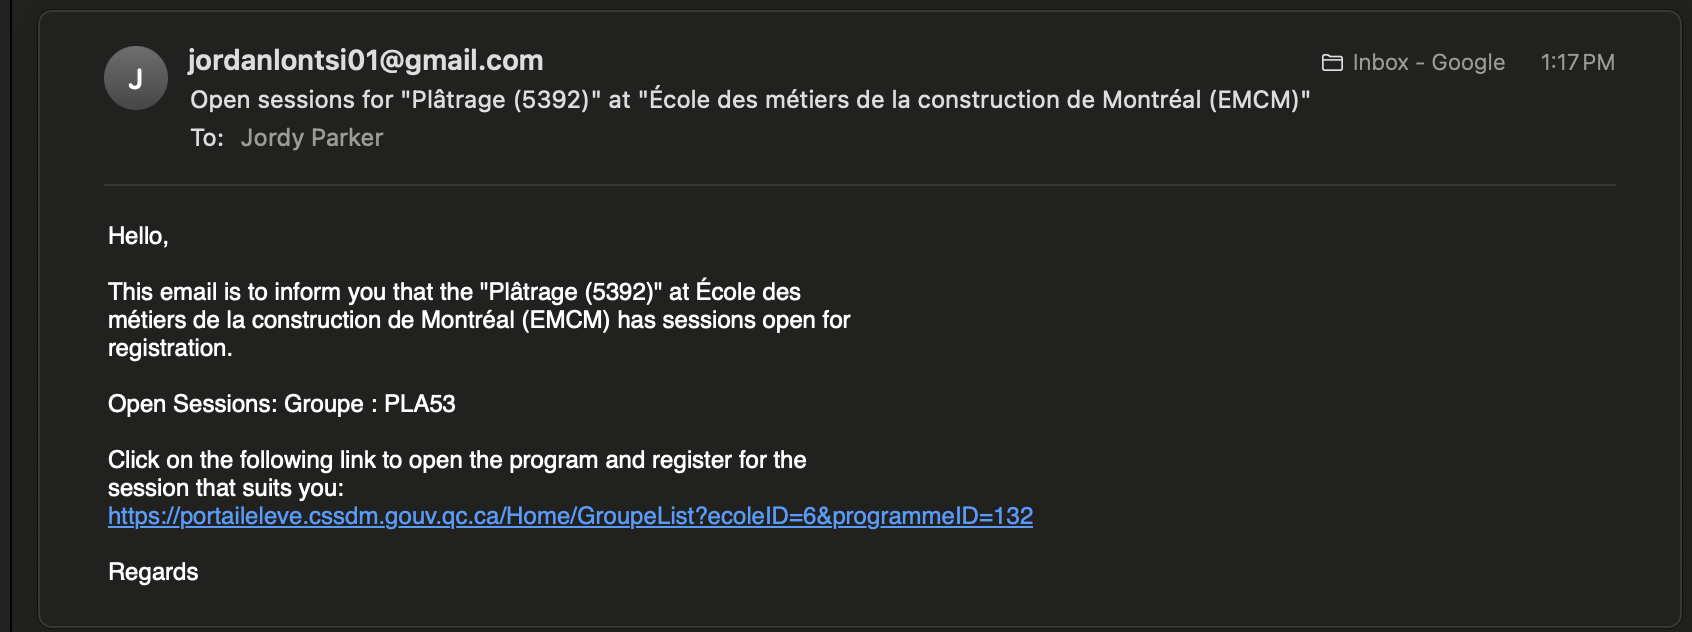 J
jordanlontsi01@gmail.com
Inbox - Google 1:17 PM
Open sessions for "Plâtrage (5392)" at "École des métiers de la construction de Montréal (EMCM)"
To: Jordy Parker
Hello,
This email is to inform you that the "Plâtrage (5392)" at École des
métiers de la construction de Montréal (EMCM) has sessions open for
registration.
Open Sessions: Groupe : PLA53
Click on the following link to open the program and register for the
session that suits you:
https://portaileleve.cssdm.gouv.qc.ca/Home/GroupeList?ecoleID=6&programmeID=132
Regards